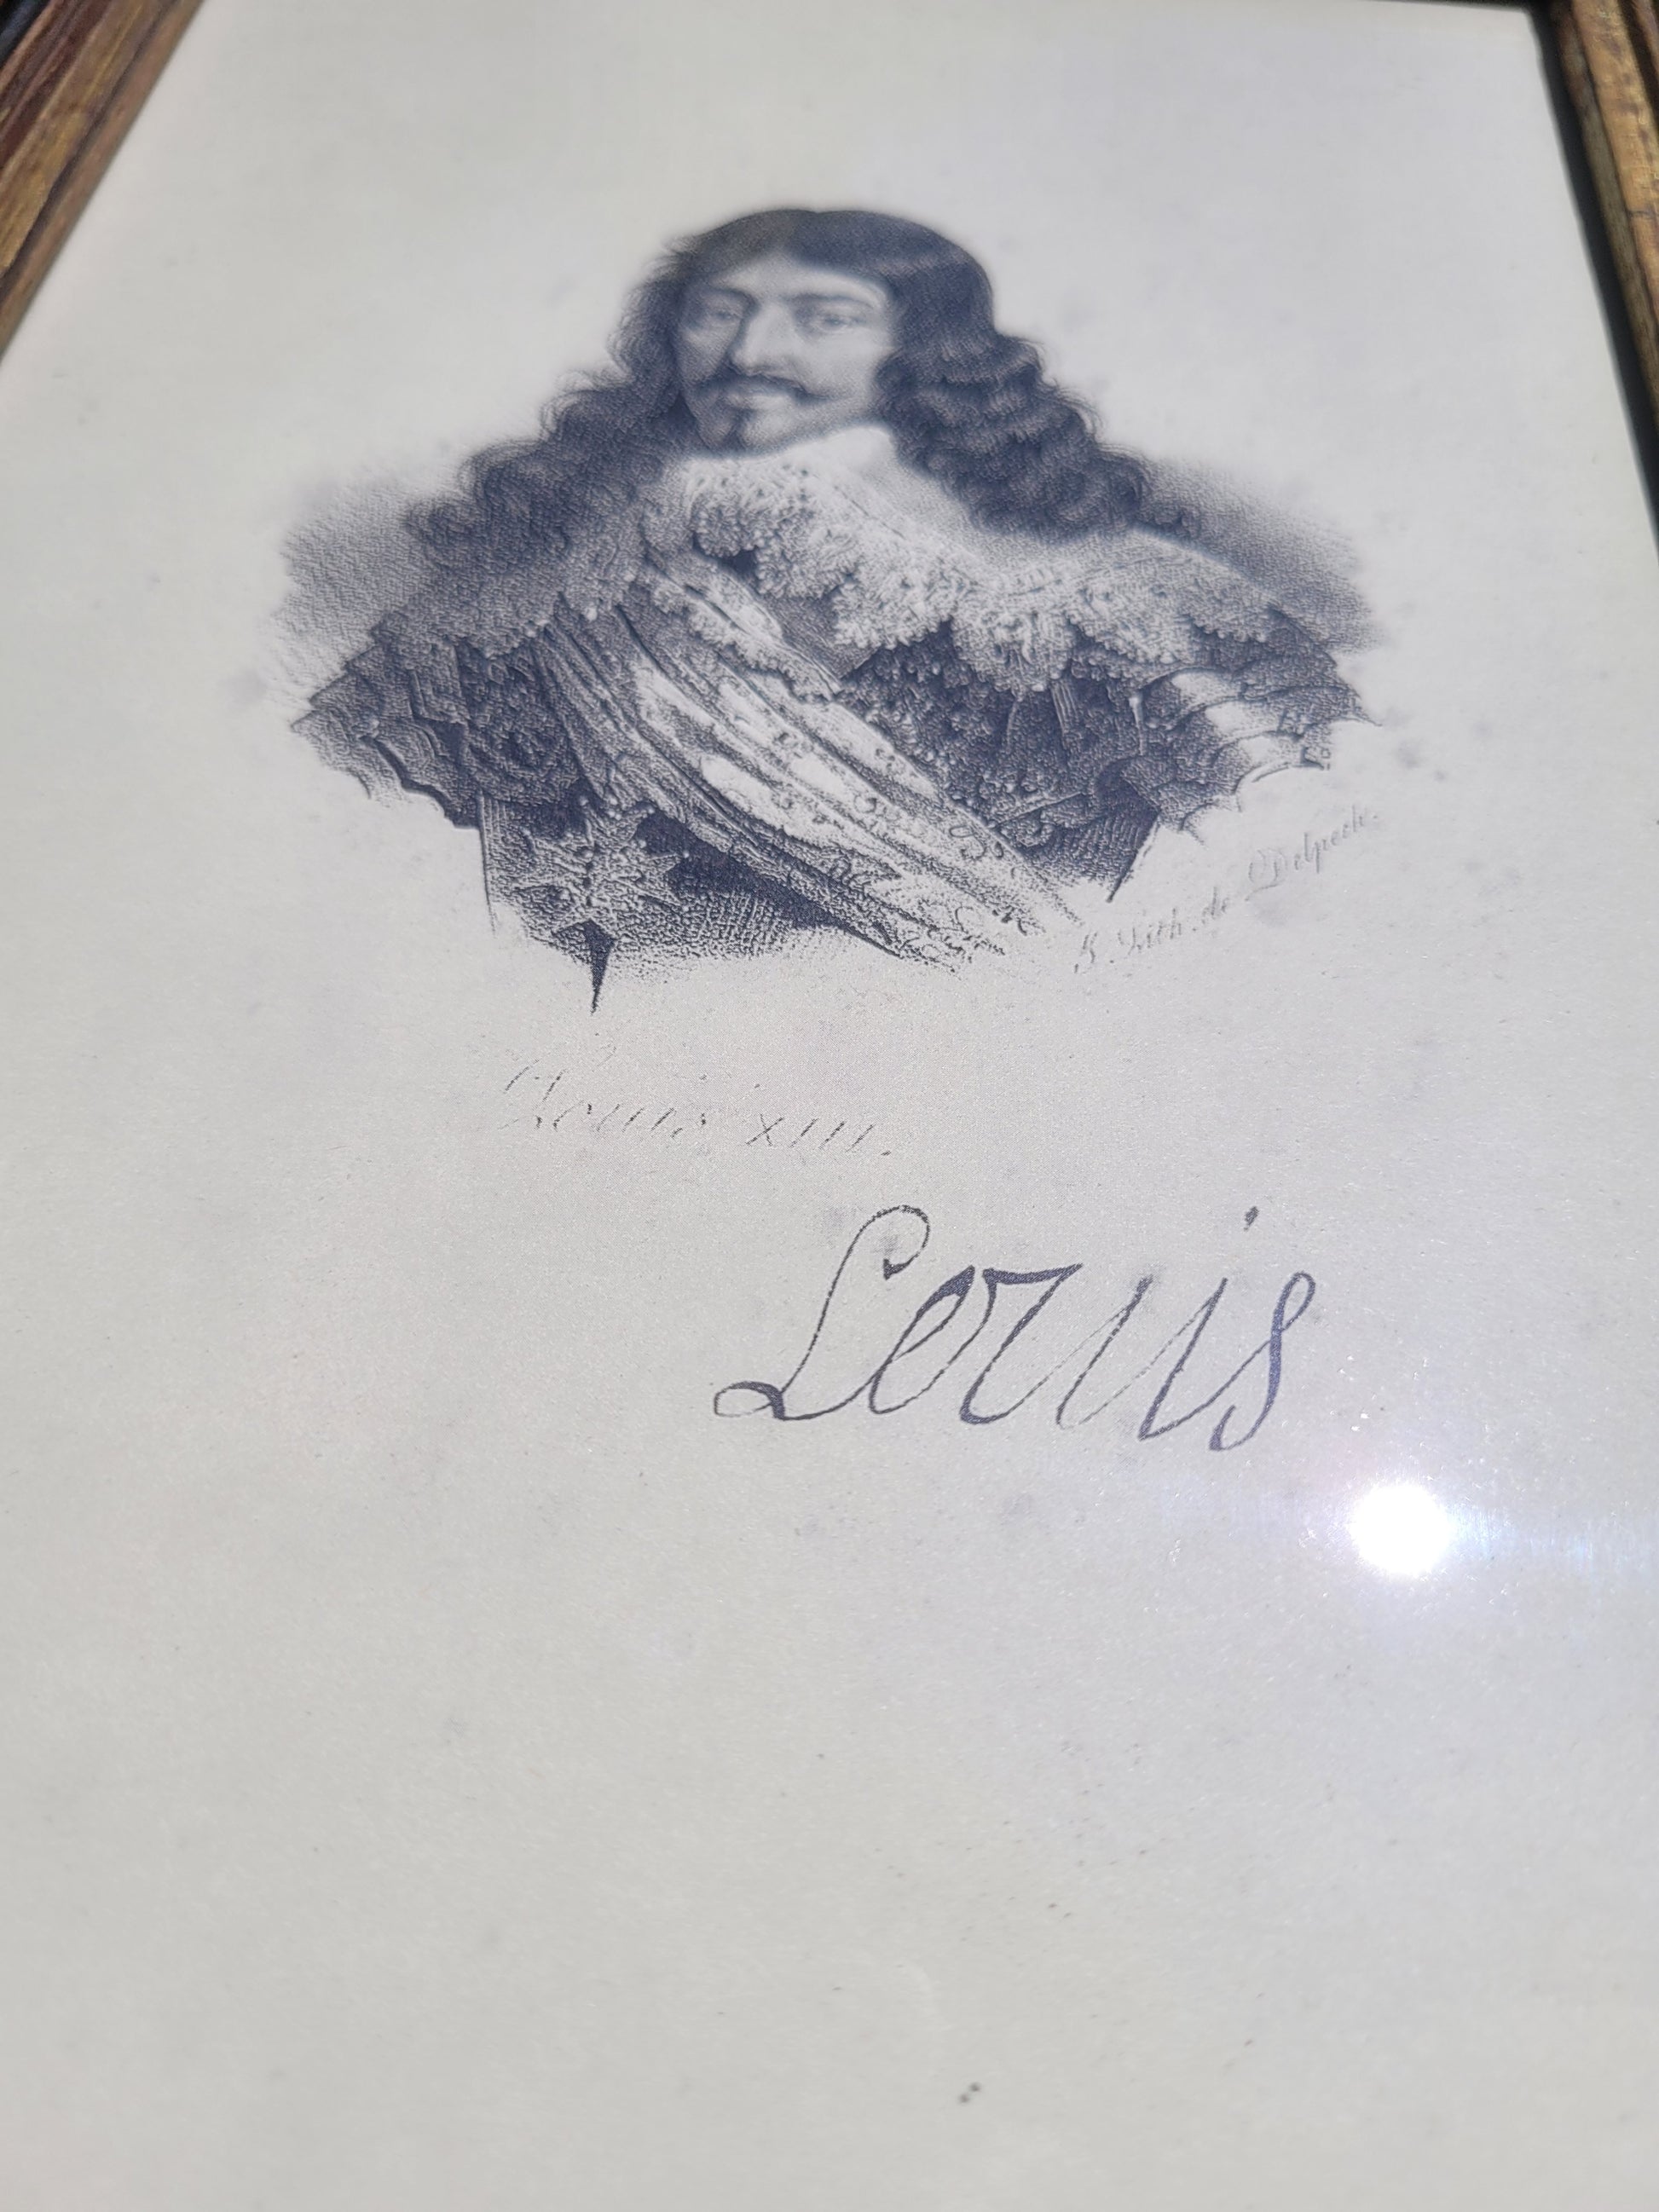 I. Lith. de Delpech.
Louis XIII.
Louis